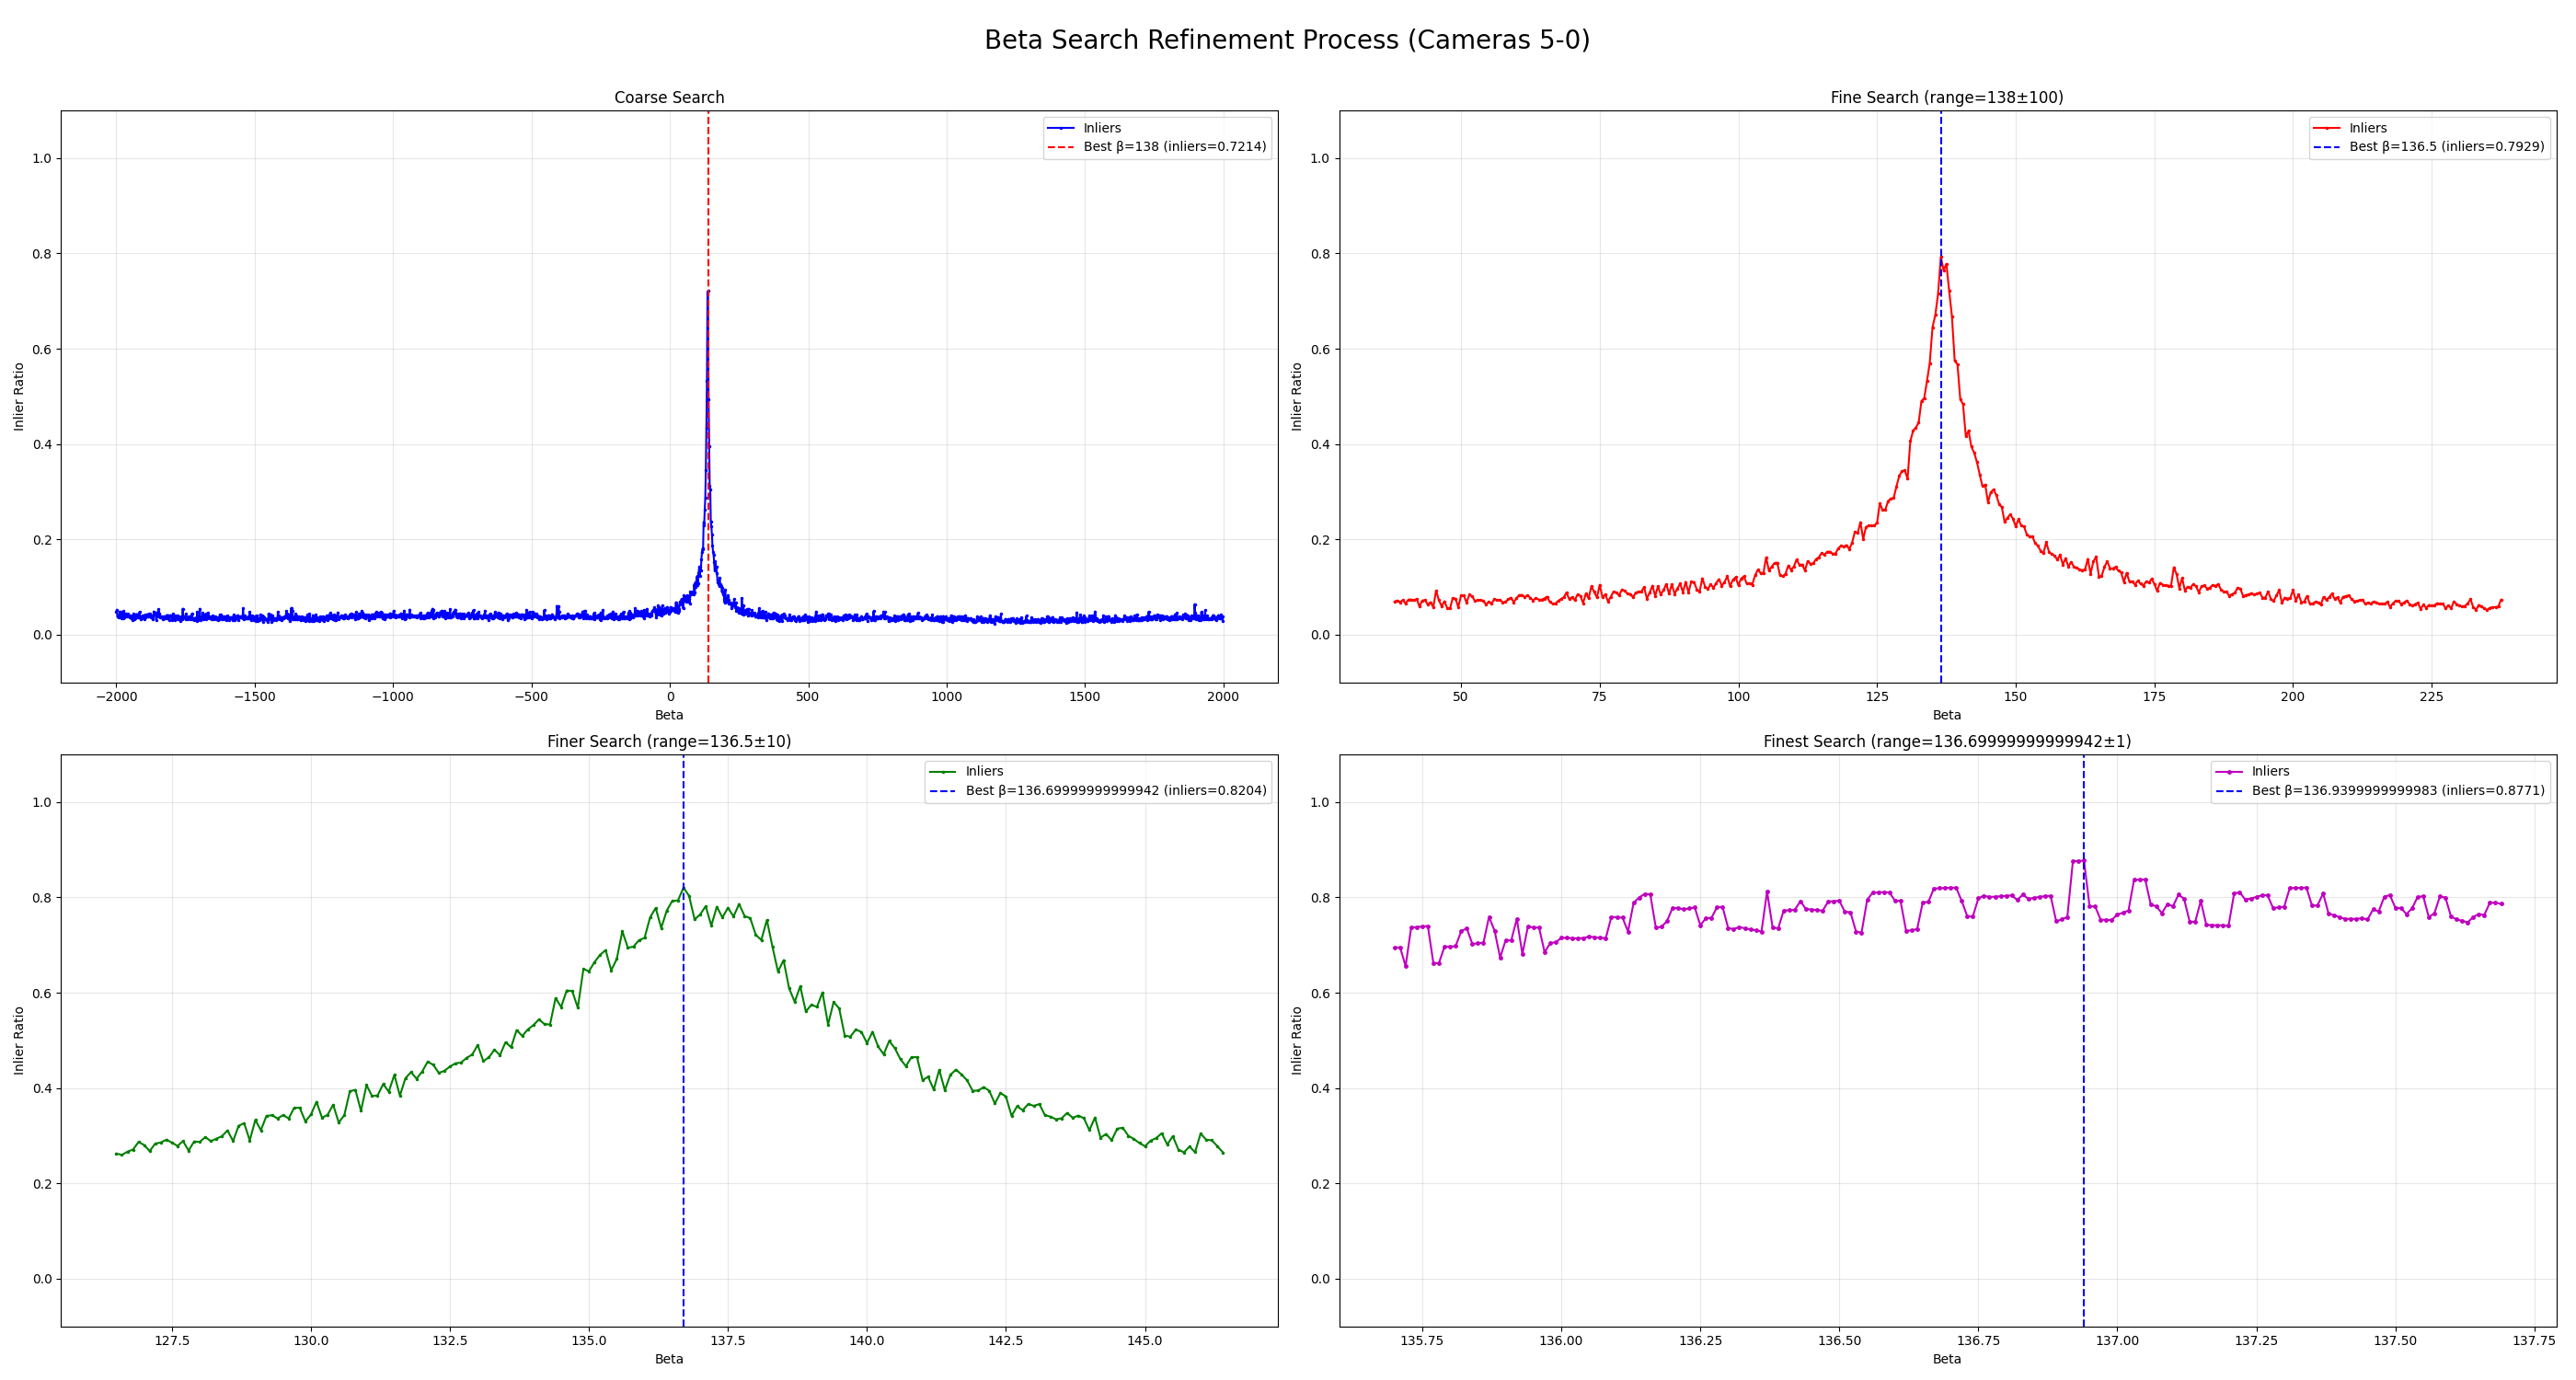 Beta Search Refinement Process (Cameras 5-0)
Coarse Search
Inliers
Best β=138 (inliers=0.7214)
Inlier Ratio
1.0
0.8
0.6
0.4
0.2
0.0
−2000 −1500 −1000 −500 0 500 1000 1500 2000
Beta
Fine Search (range=138±100)
Inliers
Best β=136.5 (inliers=0.7929)
Inlier Ratio
1.0
0.8
0.6
0.4
0.2
0.0
50 75 100 125 150 175 200 225
Beta
Finer Search (range=136.5±10)
Inliers
Best β=136.69999999999942 (inliers=0.8204)
Inlier Ratio
1.0
0.8
0.6
0.4
0.2
0.0
127.5 130.0 132.5 135.0 137.5 140.0 142.5 145.0
Beta
Finest Search (range=136.69999999999942±1)
Inliers
Best β=136.9399999999983 (inliers=0.8771)
Inlier Ratio
1.0
0.8
0.6
0.4
0.2
0.0
135.75 136.00 136.25 136.50 136.75 137.00 137.25 137.50 137.75
Beta